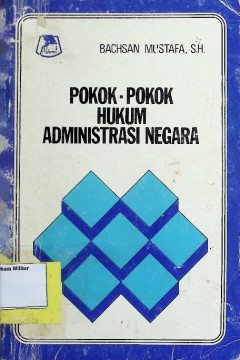 BACHSAN MUSTAFA, S.H.
POKOK-POKOK
HUKUM
ADMINISTRASI NEGARA